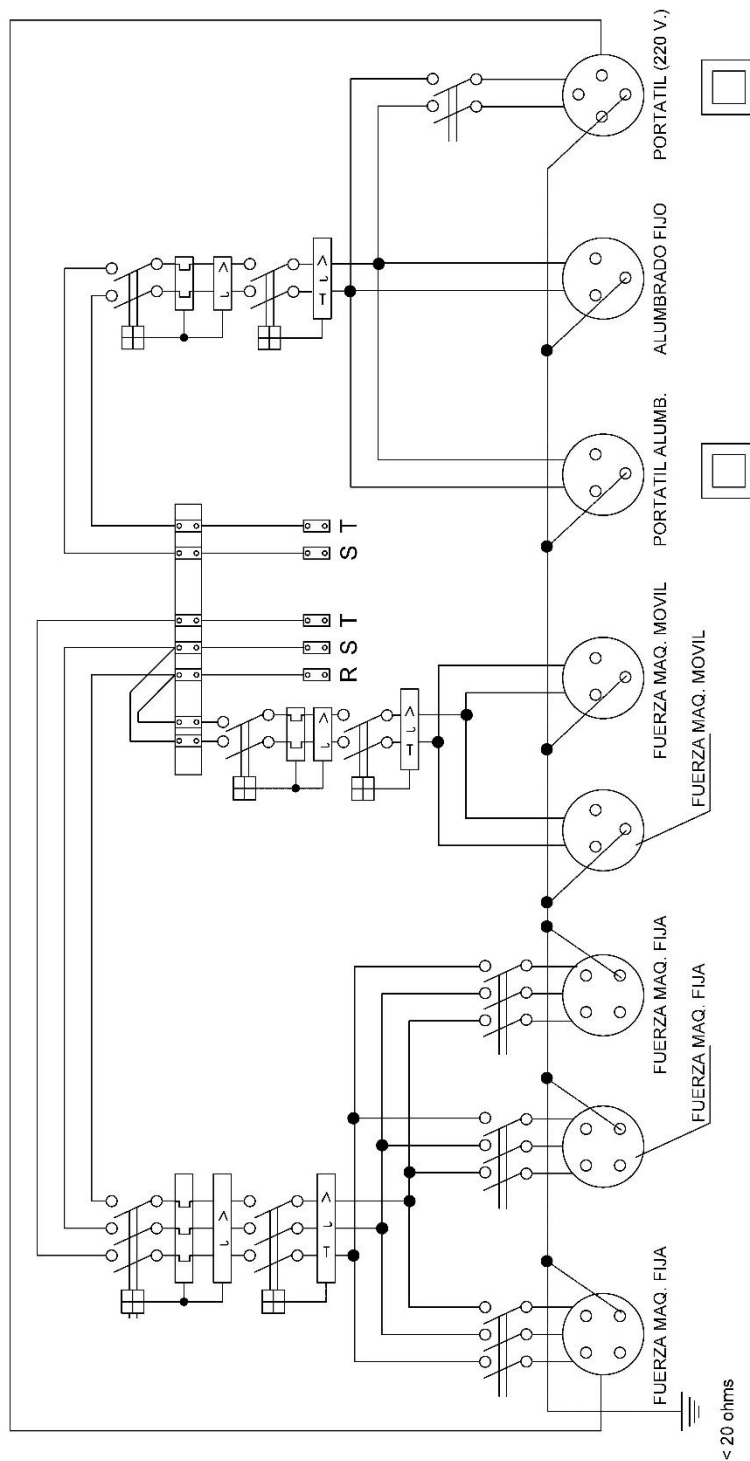 PORTATIL (220 V.)
ALUMBRADO FIJO
PORTATIL ALUMB.
FUERZA MAQ. MOVIL
FUERZA MAQ. MOVIL
FUERZA MAQ. FIJA
FUERZA MAQ. FIJA
FUERZA MAQ. FIJA
T
S
T
S
R
< 20 ohms